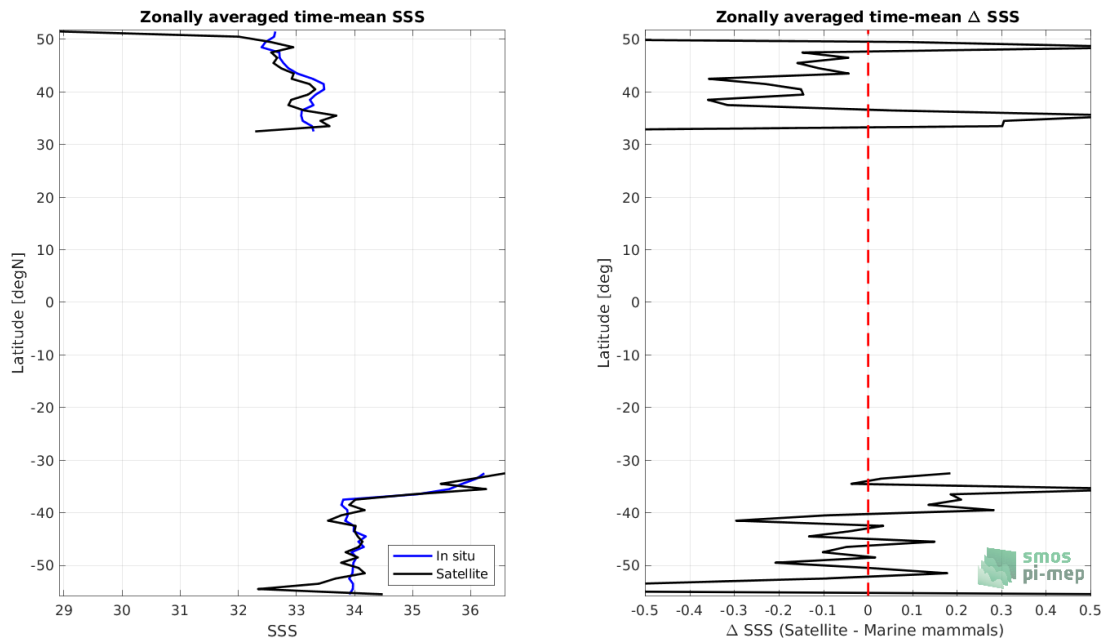 Zonally averaged time-mean SSS
50
40
30
20
10
0
-10
-20
-30
-40
-50
Latitude [degN]
29 30 31 32 33 34 35 36
SSS
In situ
Satellite
Zonally averaged time-mean Δ SSS
50
40
30
20
10
0
-10
-20
-30
-40
-50
Latitude [deg]
-0.5 -0.4 -0.3 -0.2 -0.1 0 0.1 0.2 0.3 0.4 0.5
Δ SSS (Satellite - Marine mammals)
smos
pi-mep